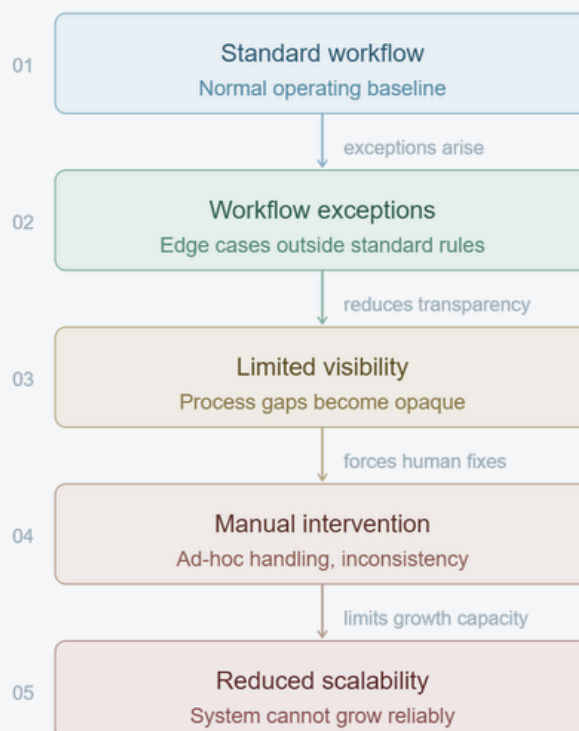 01
Standard workflow
Normal operating baseline
exceptions arise
02
Workflow exceptions
Edge cases outside standard rules
reduces transparency
03
Limited visibility
Process gaps become opaque
forces human fixes
04
Manual intervention
Ad-hoc handling, inconsistency
limits growth capacity
05
Reduced scalability
System cannot grow reliably